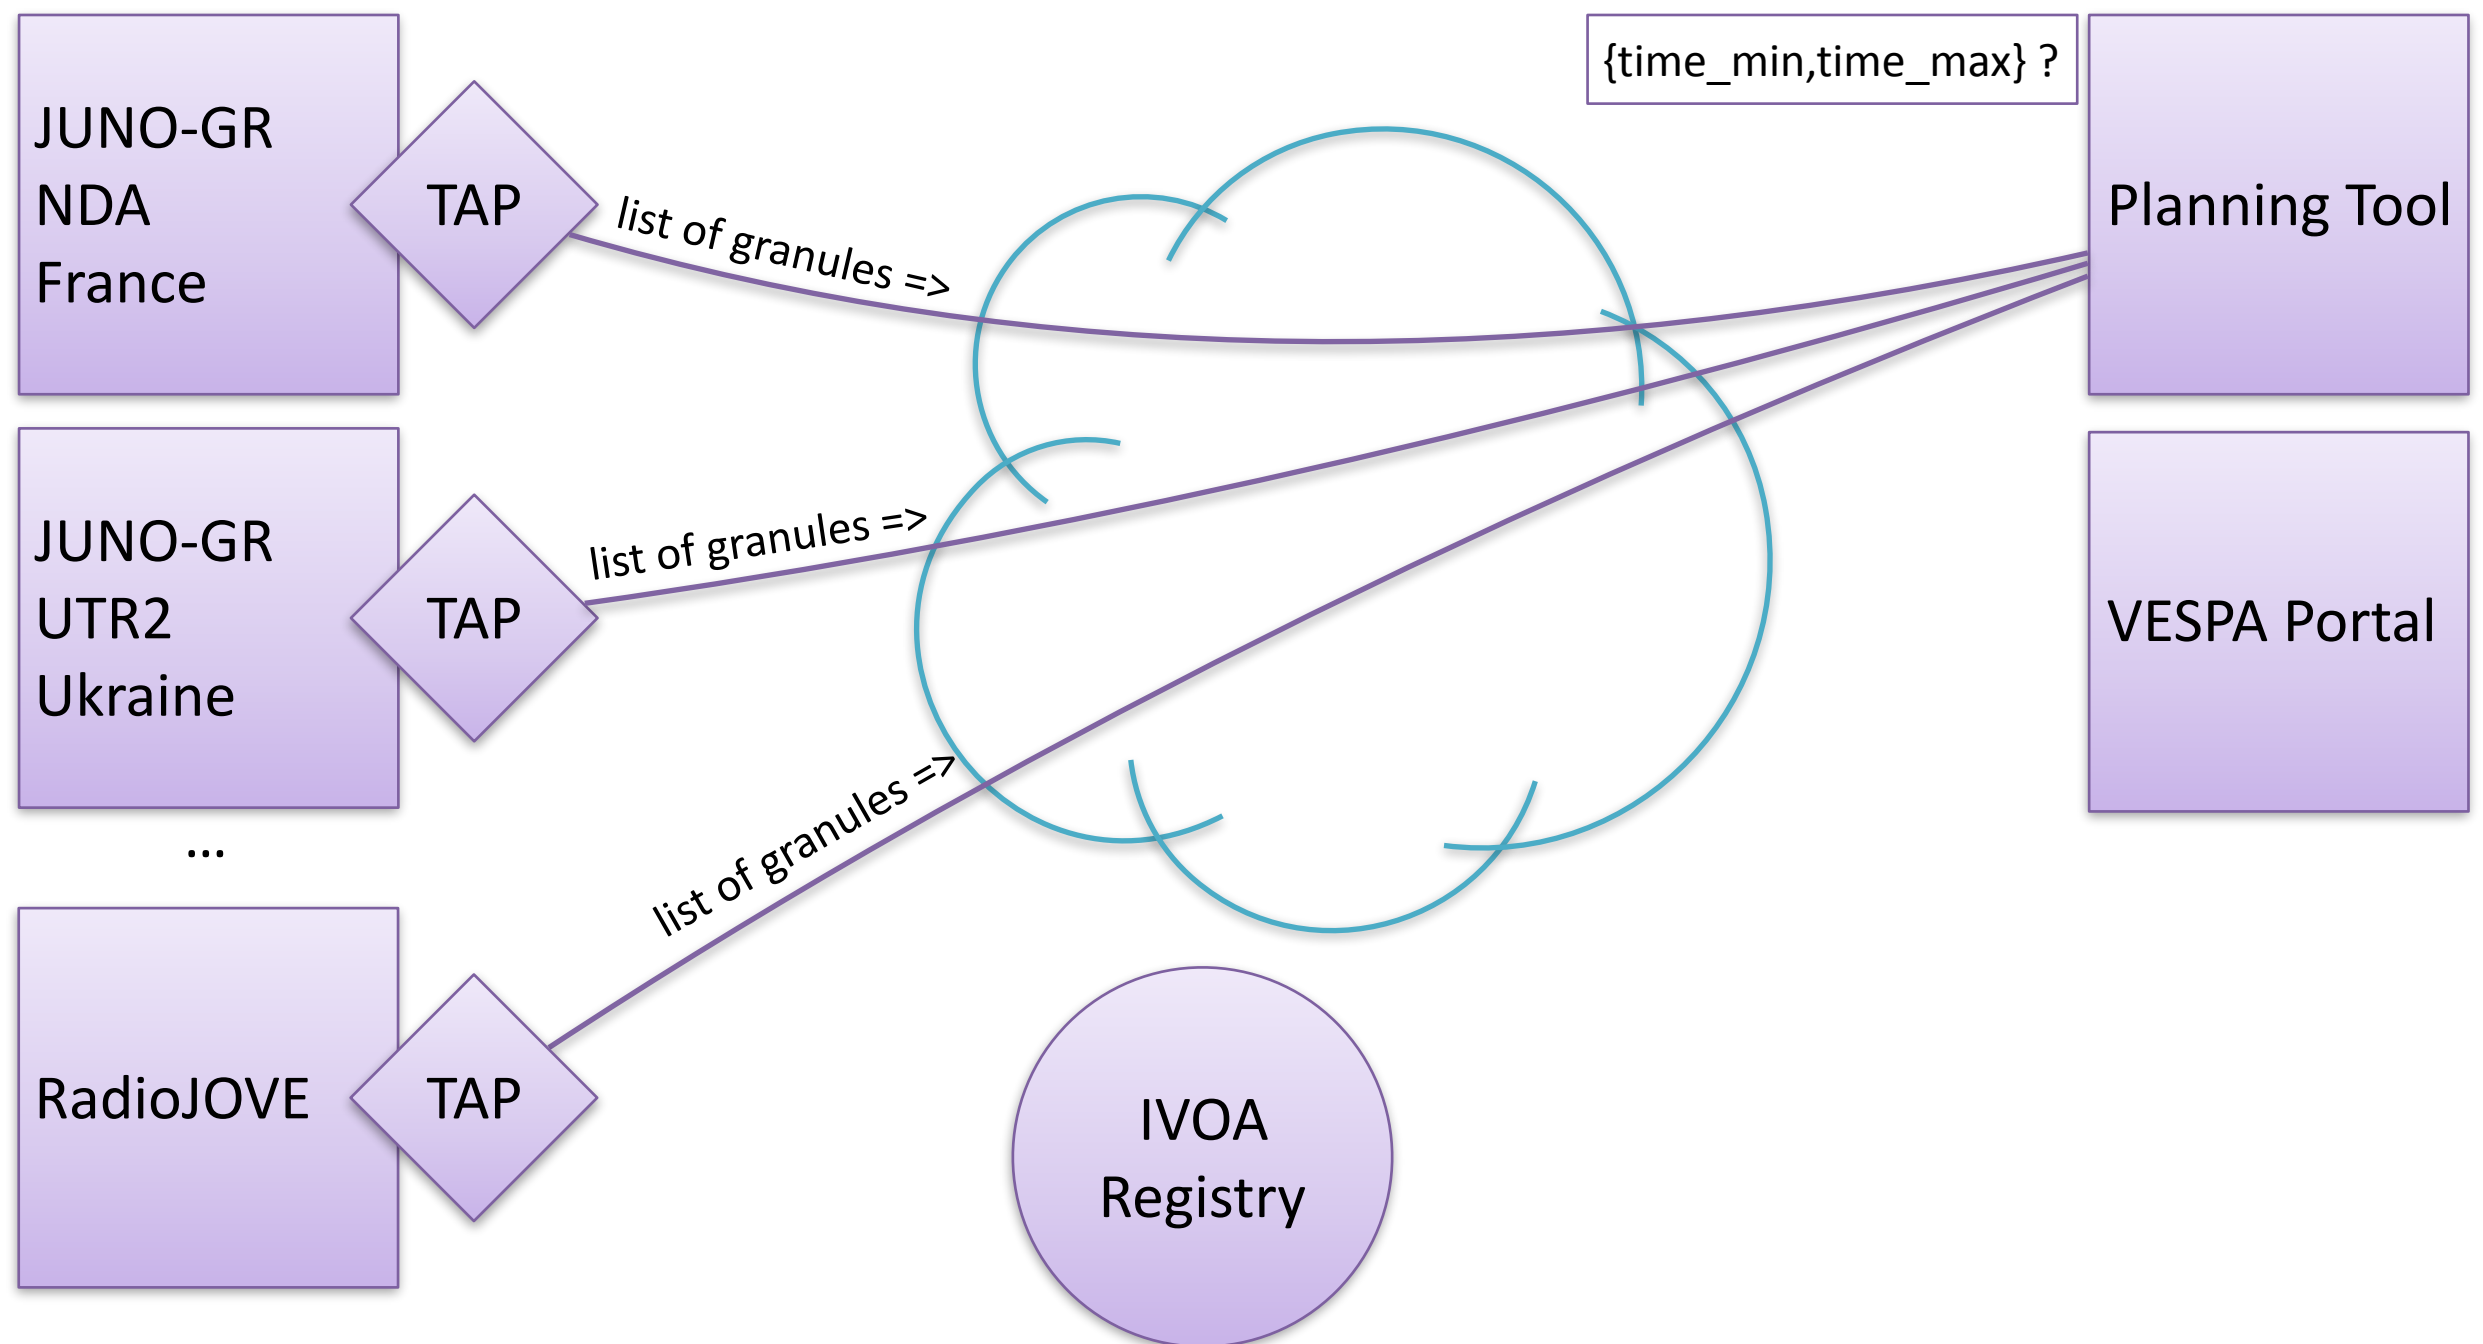 JUNO-GR
NDA
France
TAP
list of granules =>
{time_min,time_max} ?
Planning Tool
JUNO-GR
UTR2
Ukraine
TAP
list of granules =>
VESPA Portal
...
RadioJOVE
TAP
list of granules =>
IVOA
Registry